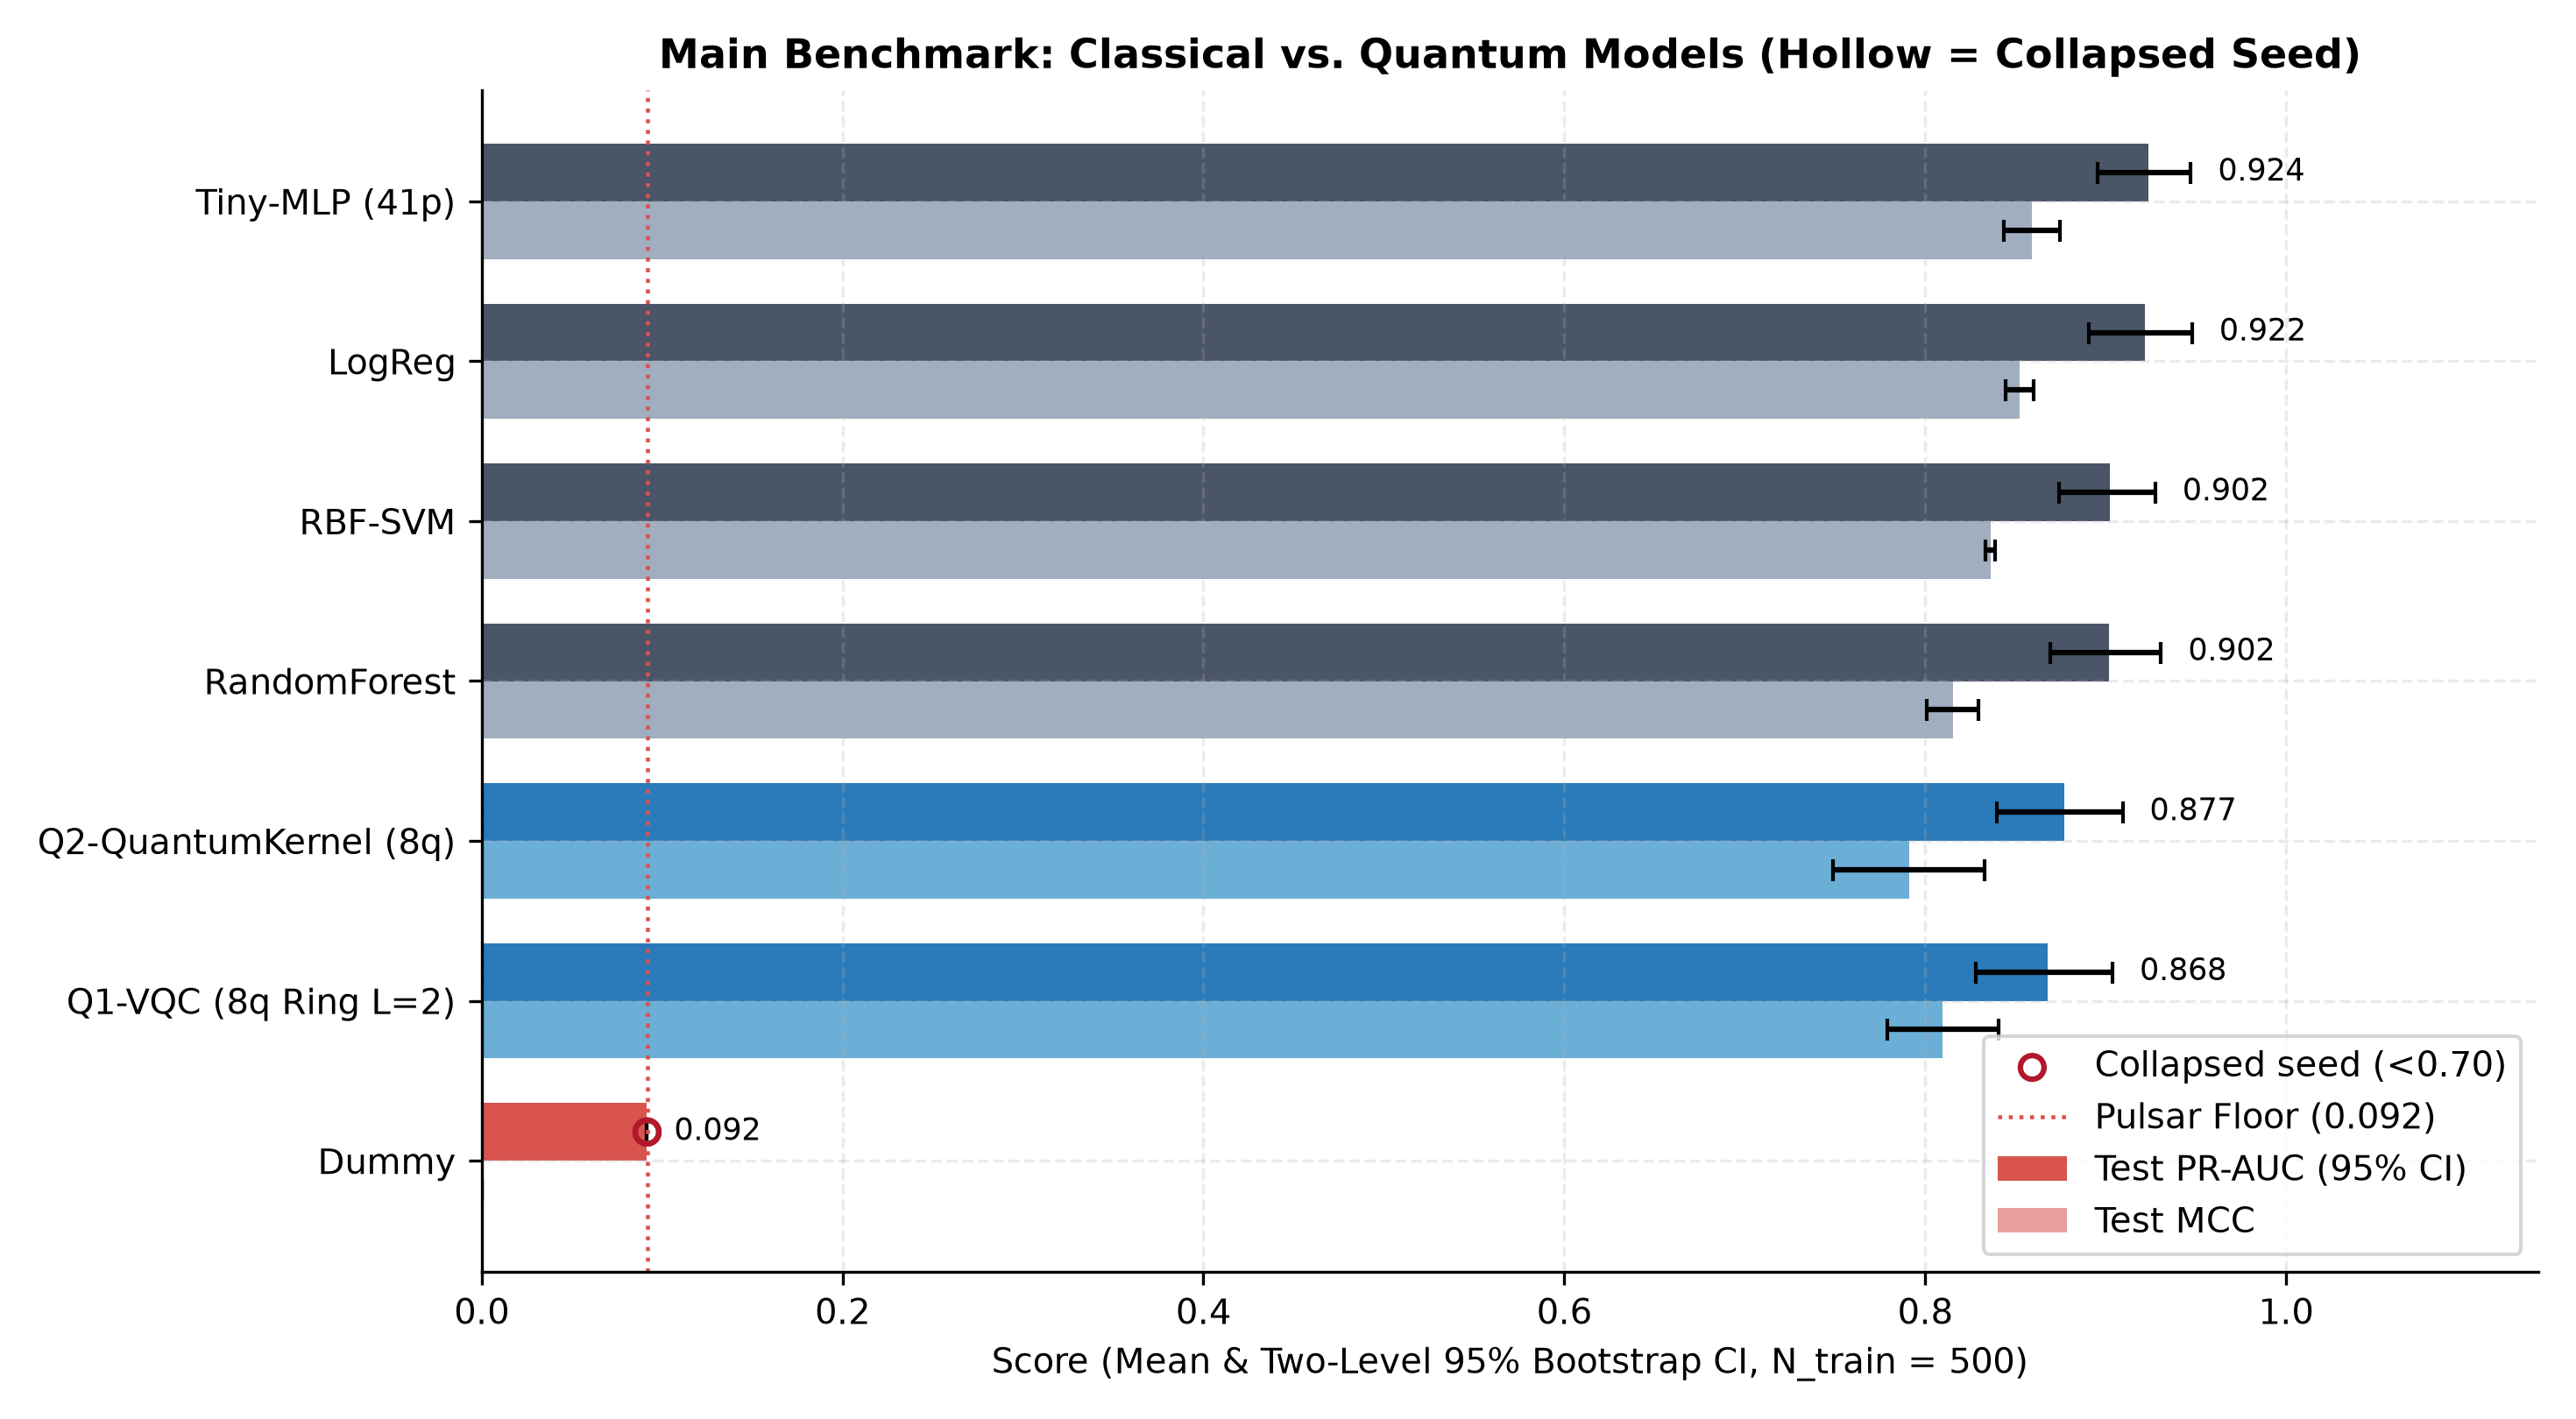 Main Benchmark: Classical vs. Quantum Models (Hollow = Collapsed Seed)
Tiny-MLP (41p)
0.924
LogReg
0.922
RBF-SVM
0.902
RandomForest
0.902
Q2-QuantumKernel (8q)
0.877
Q1-VQC (8q Ring L=2)
0.868
Dummy
0.092
Collapsed seed (<0.70)
Pulsar Floor (0.092)
Test PR-AUC (95% CI)
Test MCC
0.0 0.2 0.4 0.6 0.8 1.0
Score (Mean & Two-Level 95% Bootstrap CI, N_train = 500)